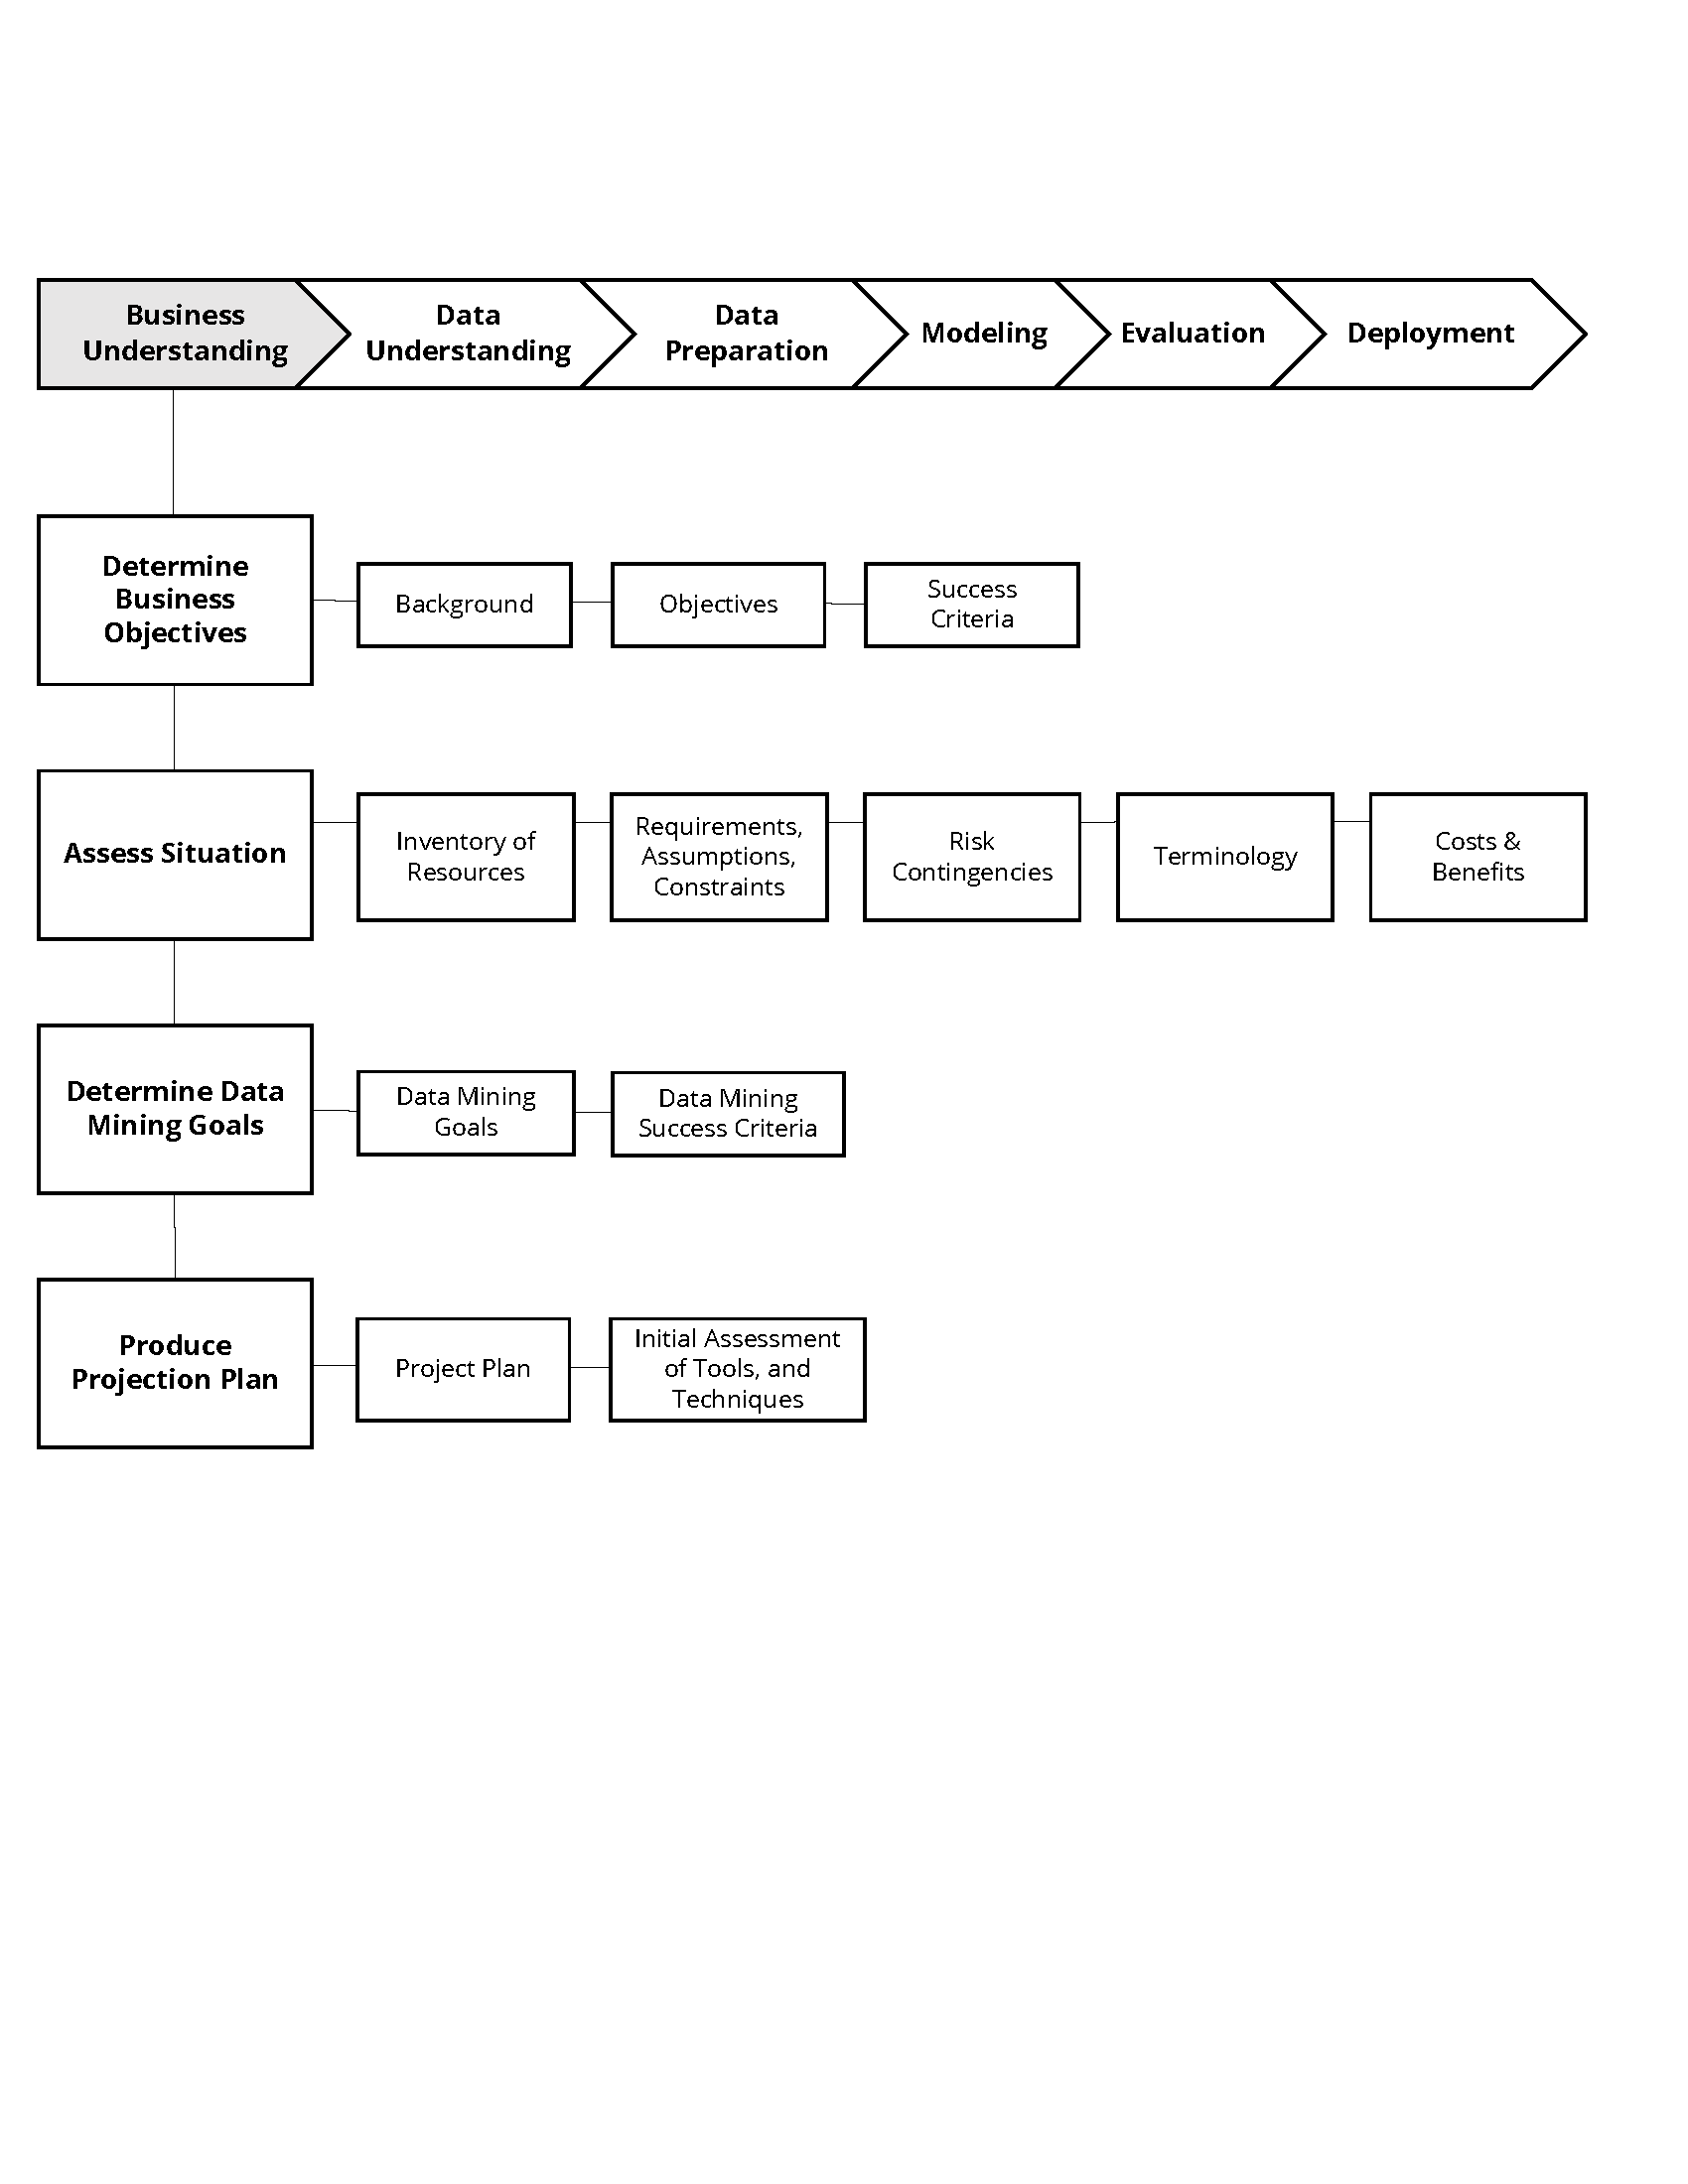 Business
Understanding
Data
Understanding
Data
Preparation
Modeling
Evaluation
Deployment
Determine
Business
Objectives
Background
Objectives
Success
Criteria
Assess Situation
Inventory of
Resources
Requirements,
Assumptions,
Constraints
Risk
Contingencies
Terminology
Costs &
Benefits
Determine Data
Mining Goals
Data Mining
Goals
Data Mining
Success Criteria
Produce
Projection Plan
Project Plan
Initial Assessment
of Tools, and
Techniques